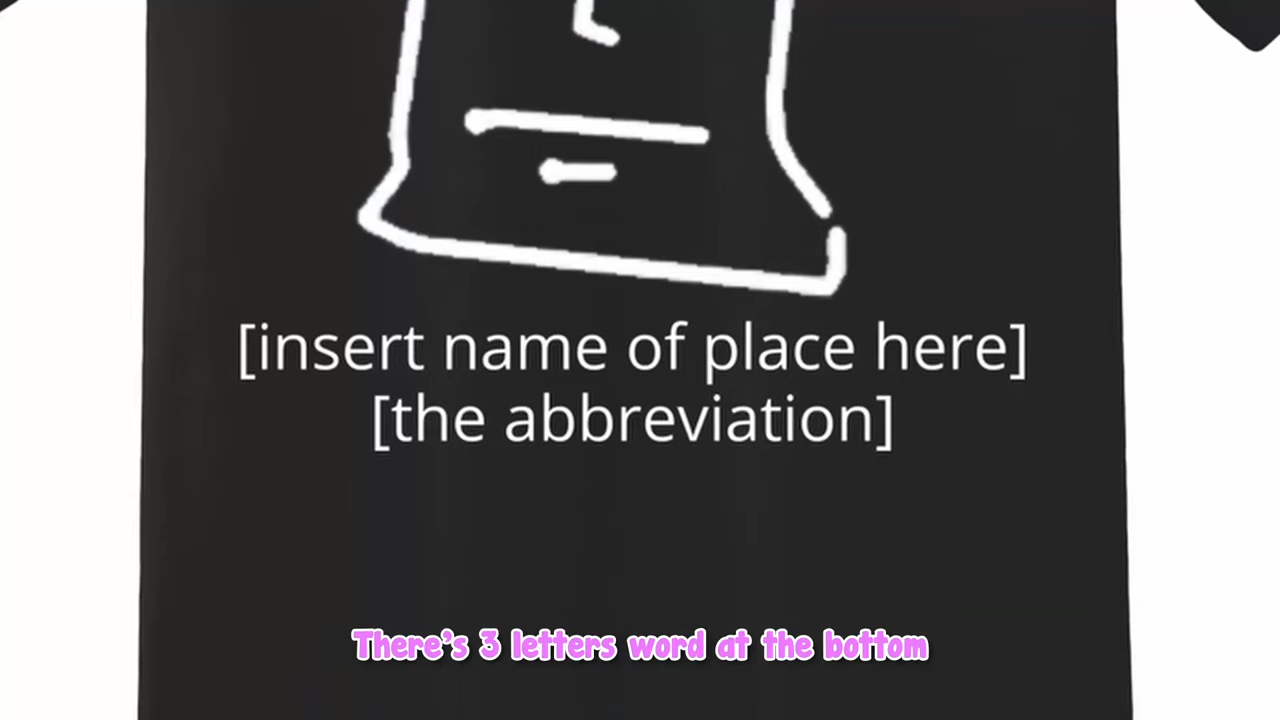 [insert name of place here]
[the abbreviation]
There's 3 letters word at the bottom